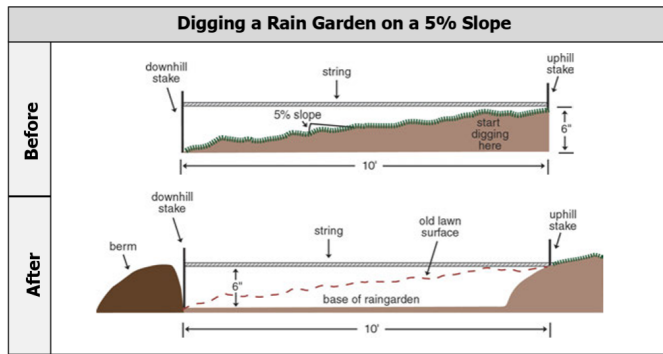 Digging a Rain Garden on a 5% Slope
Before
downhill
stake
string
uphill
stake
5% slope
start
digging
here
6"
10'
After
downhill
stake
berm
string
old lawn
surface
uphill
stake
6"
base of raingarden
10'